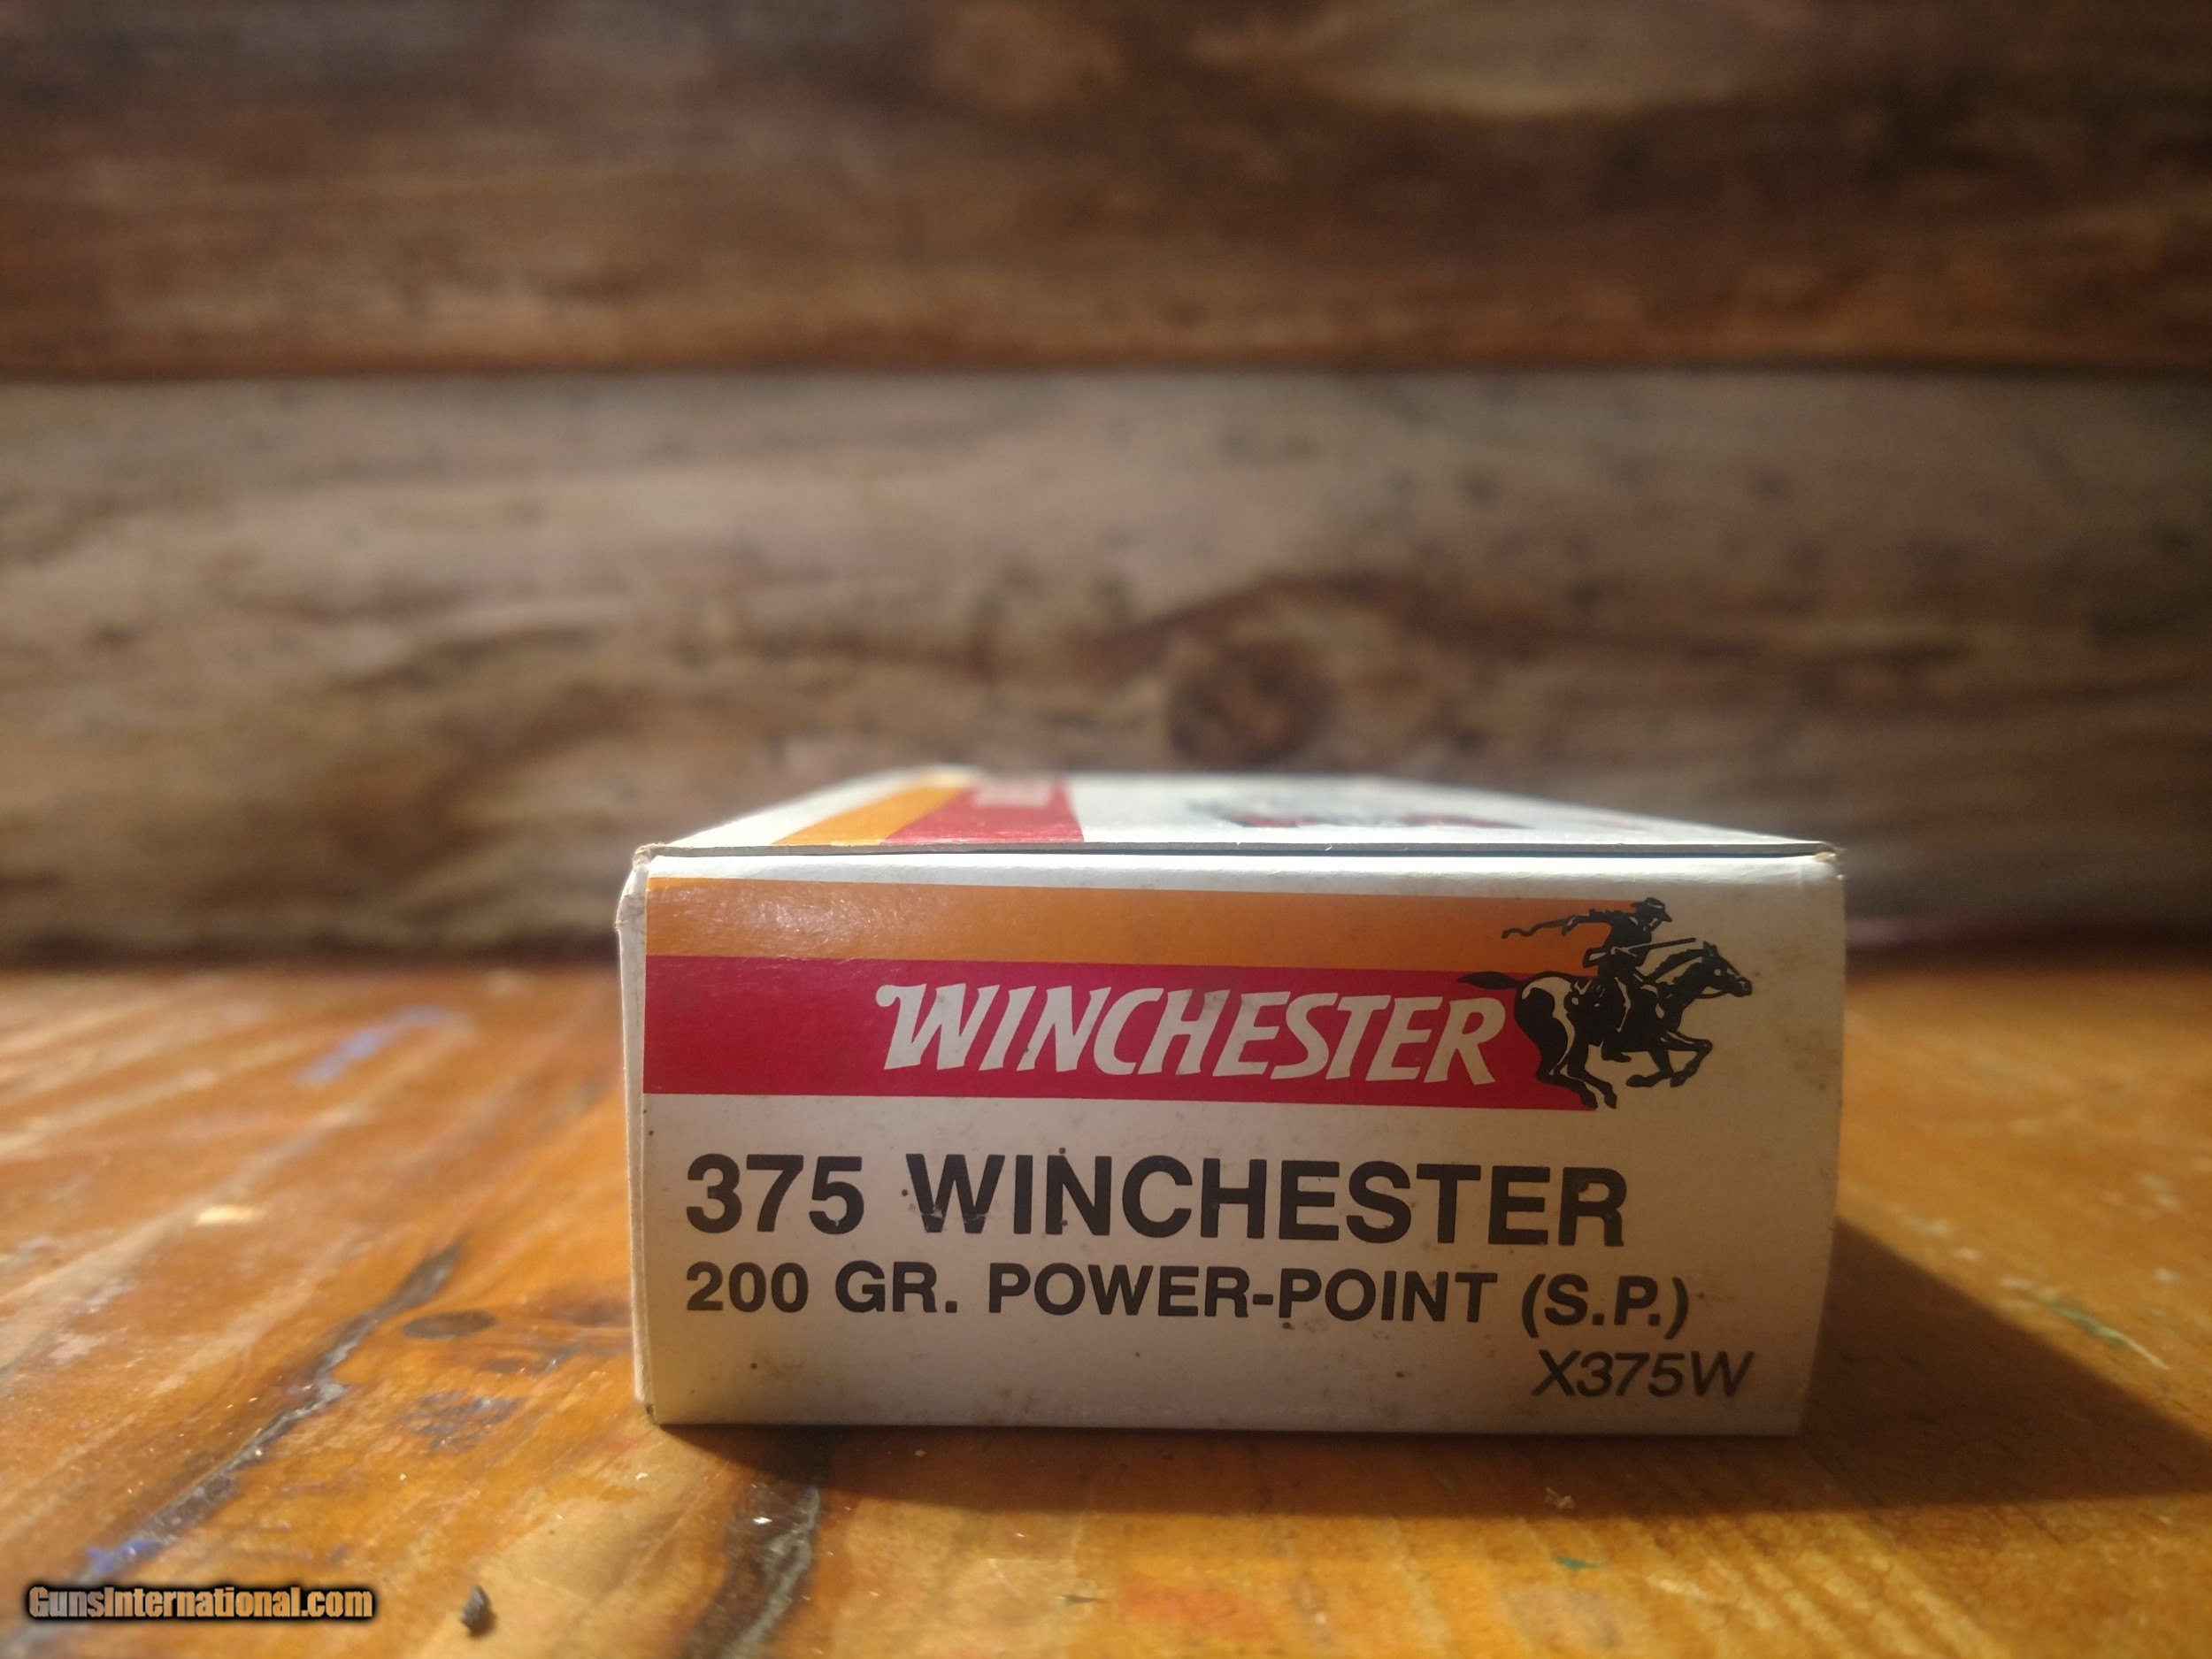 WINCHESTER
375 WINCHESTER
200 GR. POWER-POINT (S.P.)
X375W
GunsInternational.com